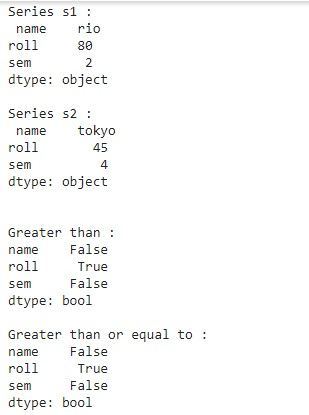 Series s1 :
 name    rio
roll     80
sem       2
dtype: object

Series s2 :
 name    tokyo
roll       45
sem         4
dtype: object


Greater than :
name    False
roll     True
sem     False
dtype: bool

Greater than or equal to :
name    False
roll     True
sem     False
dtype: bool